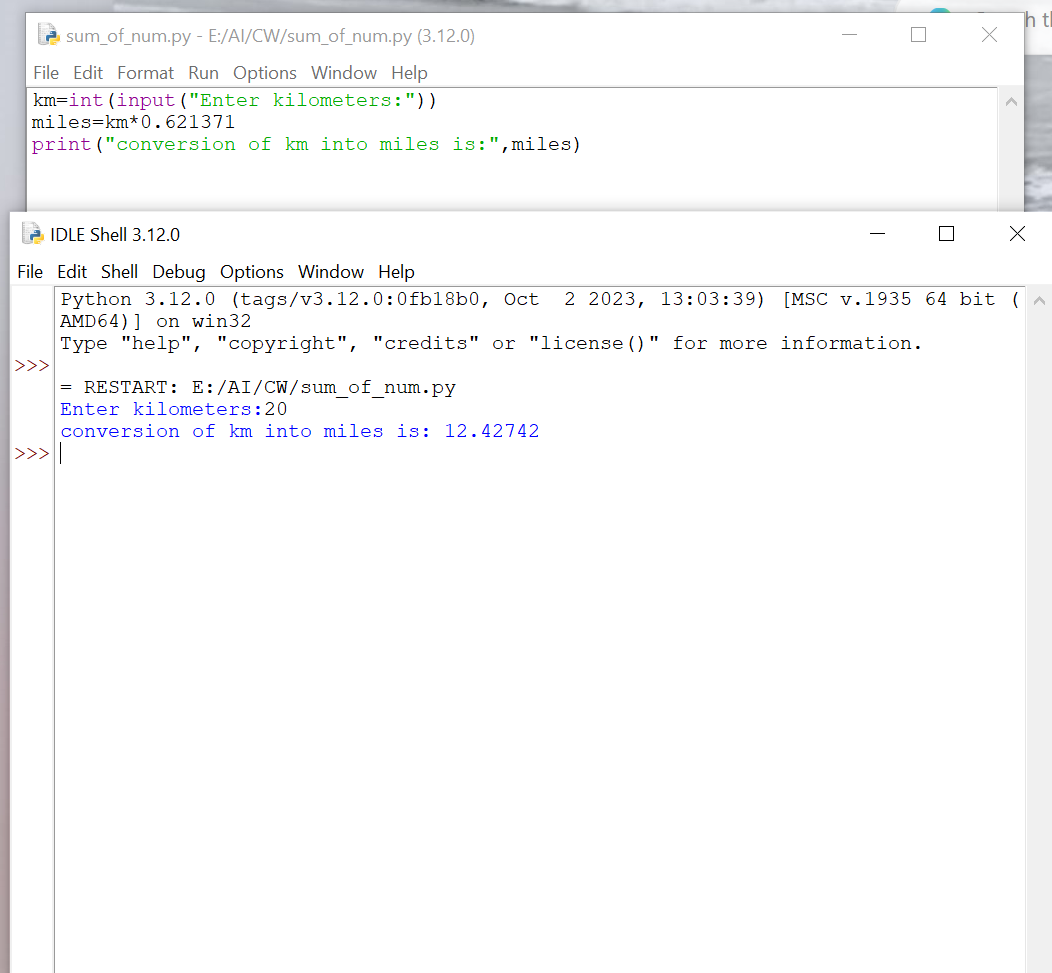 sum_of_num.py - E:/AI/CW/sum_of_num.py (3.12.0)
File Edit Format Run Options Window Help
km=int(input("Enter kilometers:"))
miles=km*0.621371
print("conversion of km into miles is:",miles)
IDLE Shell 3.12.0
File Edit Shell Debug Options Window Help
Python 3.12.0 (tags/v3.12.0:0fb18b0, Oct  2 2023, 13:03:39) [MSC v.1935 64 bit (
AMD64)] on win32
Type "help", "copyright", "credits" or "license()" for more information.
>>>
= RESTART: E:/AI/CW/sum_of_num.py
Enter kilometers:20
conversion of km into miles is: 12.42742
>>>